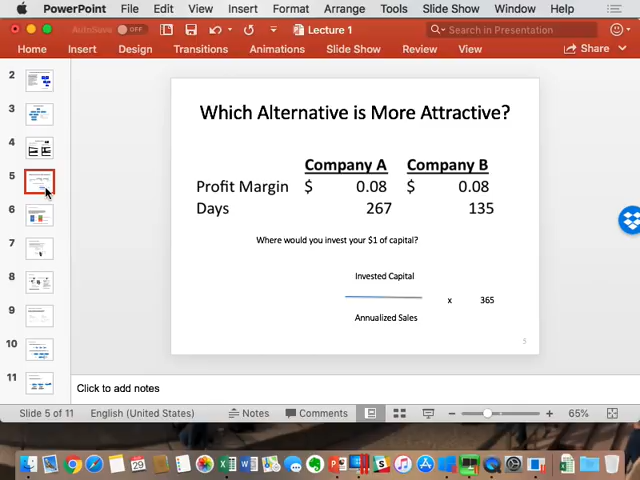 PowerPoint File Edit View Insert Format Arrange Tools Slide Show Window Help
AutoSave OFF Lecture 1 Search in Presentation
Home Insert Design Transitions Animations Slide Show Review View Share
2
3
4
5
6
7
8
9
10
11
Which Alternative is More Attractive?
Company A Company B
Profit Margin $ 0.08 $ 0.08
Days 267 135
Where would you invest your $1 of capital?
Invested Capital
x 365
Annualized Sales
5
Click to add notes
Slide 5 of 11 English (United States) Notes Comments 65%